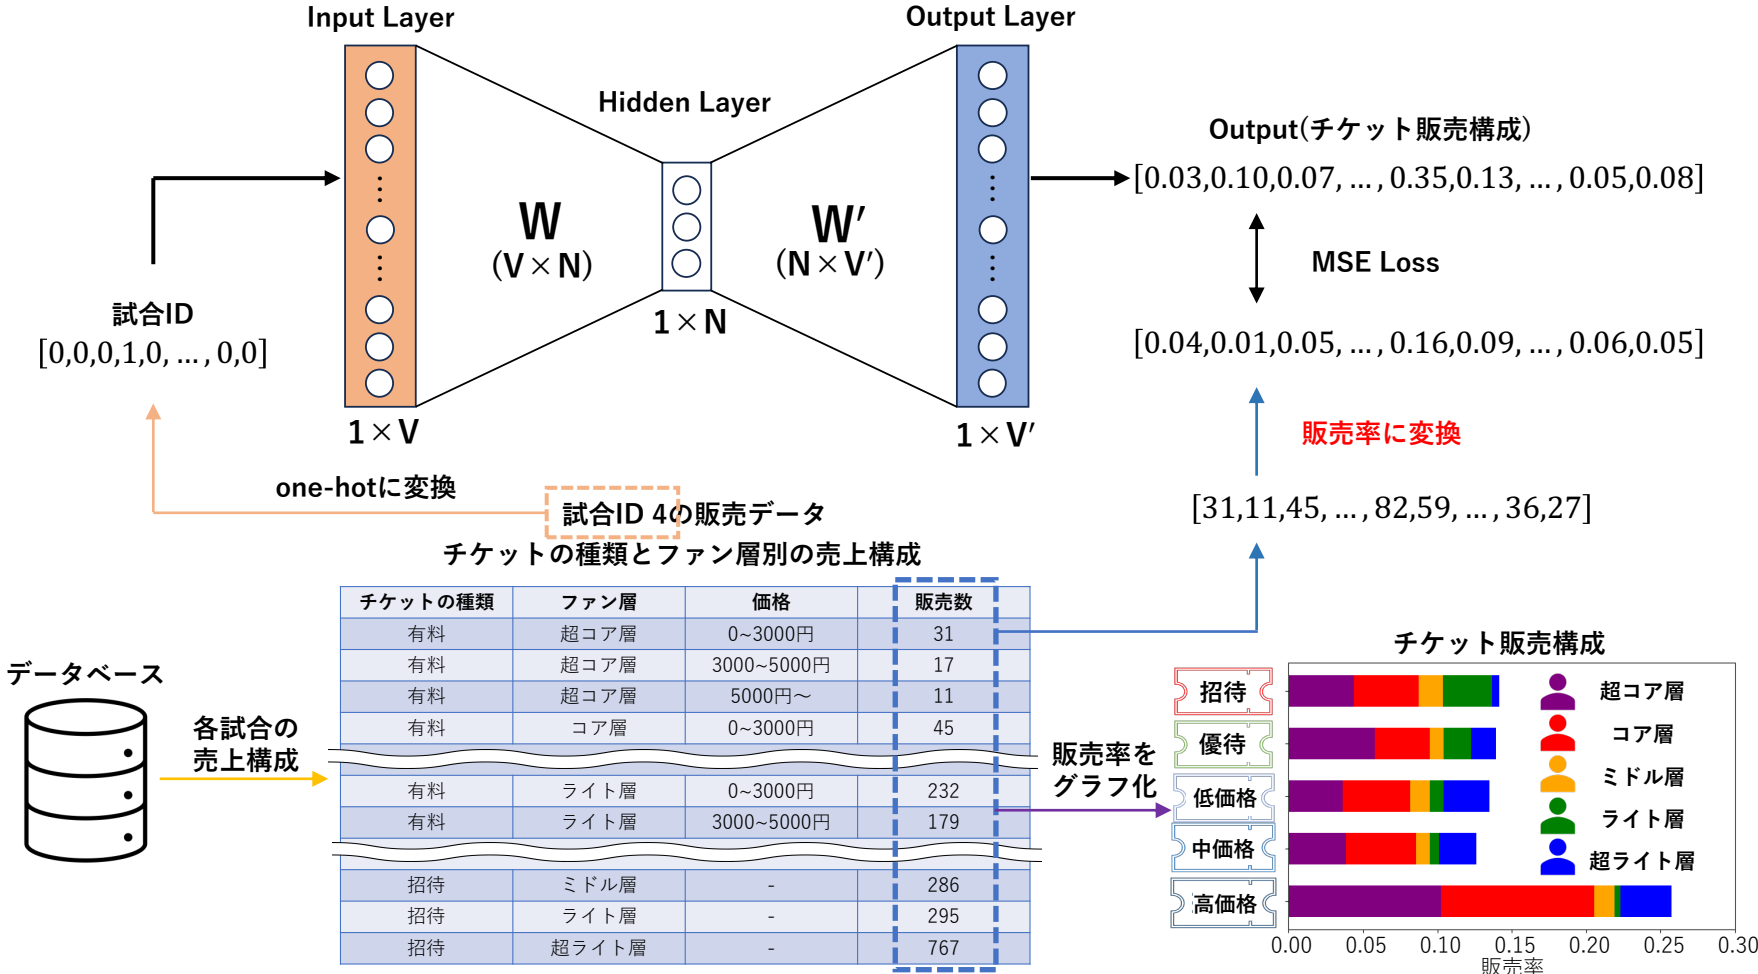 Input Layer
Output Layer
Hidden Layer
Output(チケット販売構成)
[0.03,0.10,0.07, … , 0.35,0.13, … , 0.05,0.08]
W
(V×N)
W′
(N×V′)
MSE Loss
試合ID
[0,0,0,1,0, … , 0,0]
1×N
[0.04,0.01,0.05, … , 0.16,0.09, … , 0.06,0.05]
1×V
1×V′
販売率に変換
one-hotに変換
試合ID 4の販売データ
[31,11,45, … , 82,59, … , 36,27]
チケットの種類とファン層別の売上構成
チケットの種類 ファン層 価格 販売数
有料 超コア層 0~3000円 31
有料 超コア層 3000~5000円 17
有料 超コア層 5000円～ 11
有料 コア層 0~3000円 45
有料 ライト層 0~3000円 232
有料 ライト層 3000~5000円 179
招待 ミドル層 - 286
招待 ライト層 - 295
招待 超ライト層 - 767
データベース
各試合の
売上構成
販売率を
グラフ化
チケット販売構成
招待
優待
低価格
中価格
高価格
超コア層
コア層
ミドル層
ライト層
超ライト層
0.00 0.05 0.10 0.15 0.20 0.25 0.30
販売率